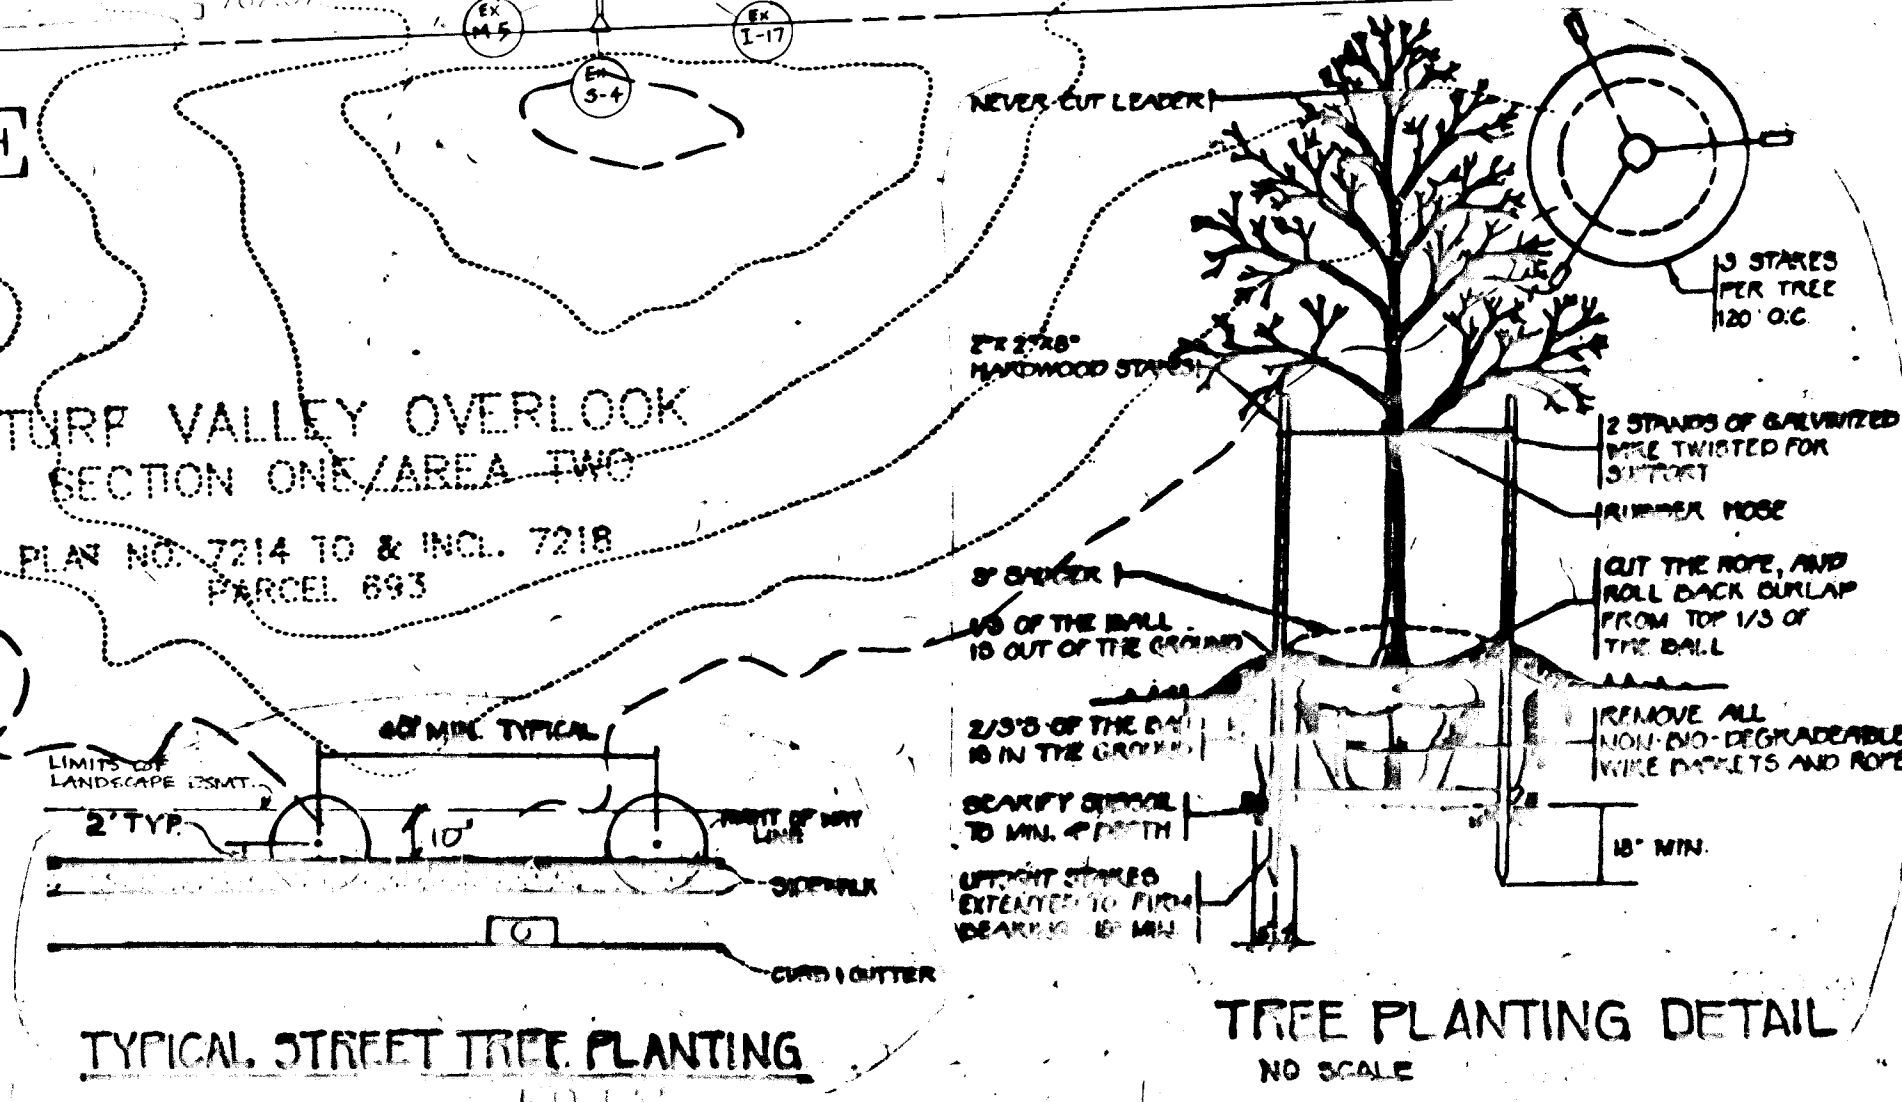 Ex
M-5
Ex
I-17
Ex
S-4
H
NEVER CUT LEADER
3 STAKES
PER TREE
120° O.C.
2"x 2"x8"
HARDWOOD STAKES
TURF VALLEY OVERLOOK
SECTION ONE/AREA TWO
PLAT NO. 7214 TO & INCL. 7218
PARCEL 693
2 STANDS OF GALVINIZED
WIRE TWISTED FOR
SUPPORT
RUBBER HOSE
3" SAUCER
1/3 OF THE BALL
IS OUT OF THE GROUND
CUT THE ROPE, AND
ROLL BACK BURLAP
FROM TOP 1/3 OF
THE BALL
2/3'S OF THE BALL
IS IN THE GROUND
REMOVE ALL
NON-BIO-DEGRADEABLE
WIRE BASKETS AND ROPE
SCARIFY SUBSOIL
TO MIN. 4" DEPTH
18" MIN.
UPRIGHT STAKES
EXTENDED TO FIRM
BEARING 18" MIN.
MIN. TYPICAL
LIMITS OF
LANDSCAPE ESMT.
2' TYP.
10'
RIGHT OF WAY
LINE
SIDEWALK
CURB & GUTTER
TYPICAL STREET TREE PLANTING
TREE PLANTING DETAIL
NO SCALE